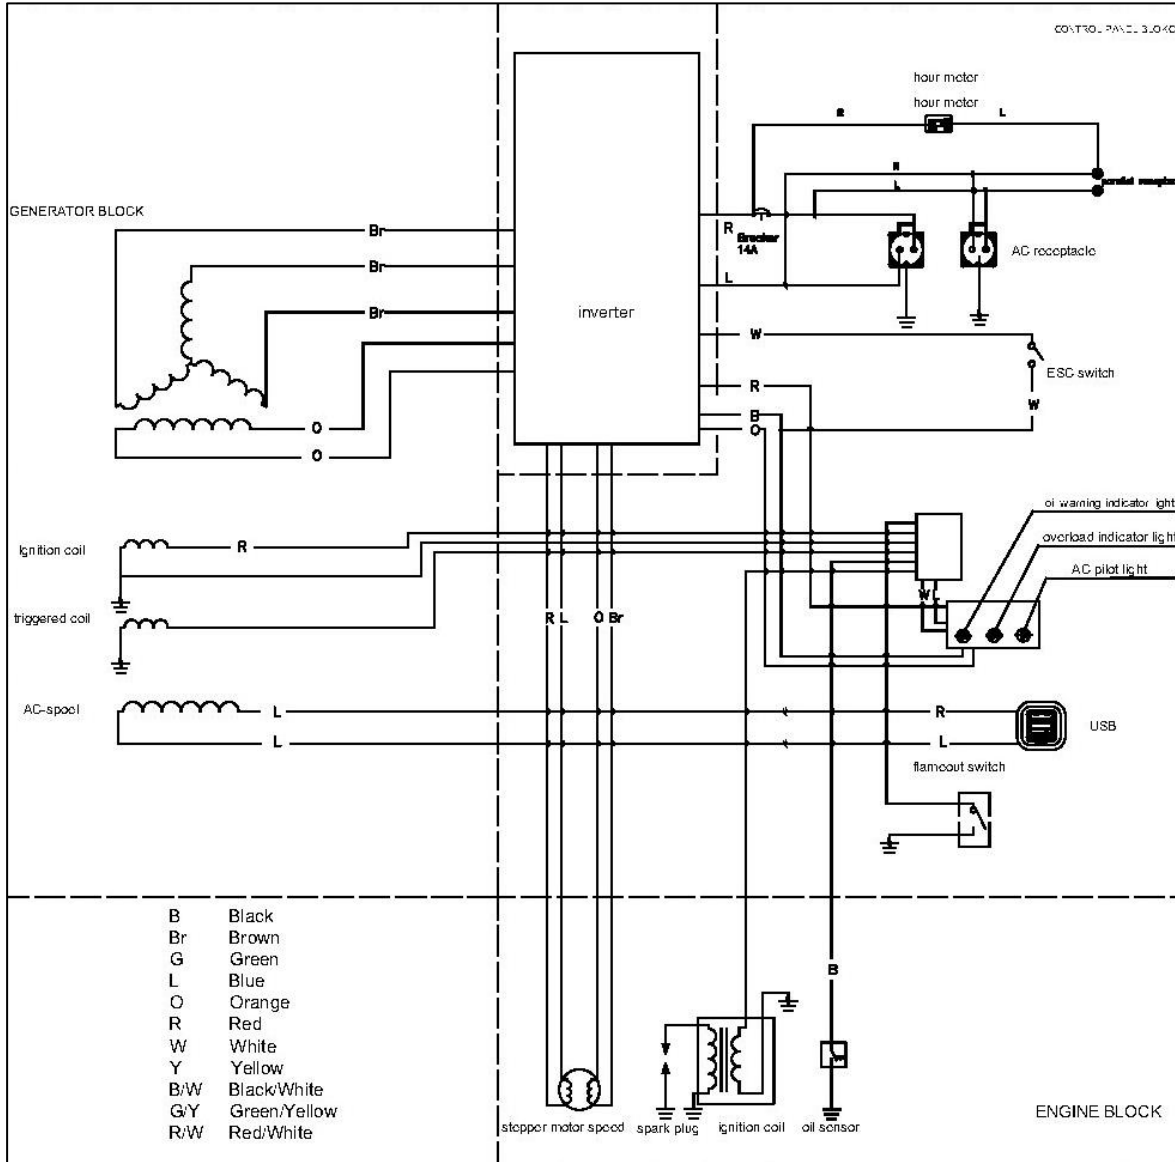 hour meter
hour meter
R
L
R
L
GENERATOR BLOCK
Br
R
Breaker
14A
AC receptacle
Br
L
Br
inverter
W
ESC switch
R
W
B
O
O
O
oi warning indicator ight
overload indicator light
AC pilot light
Ignition coil
R
W L
triggered coil
R L O Br
AC-spool
L
R
USB
L
L
flameout switch
B Black
Br Brown
G Green
L Blue
O Orange
R Red
W White
Y Yellow
B/W Black/White
G/Y Green/Yellow
R/W Red/White
B
ENGINE BLOCK
stepper motor speed
spark plug
ignition coil
oil sensor